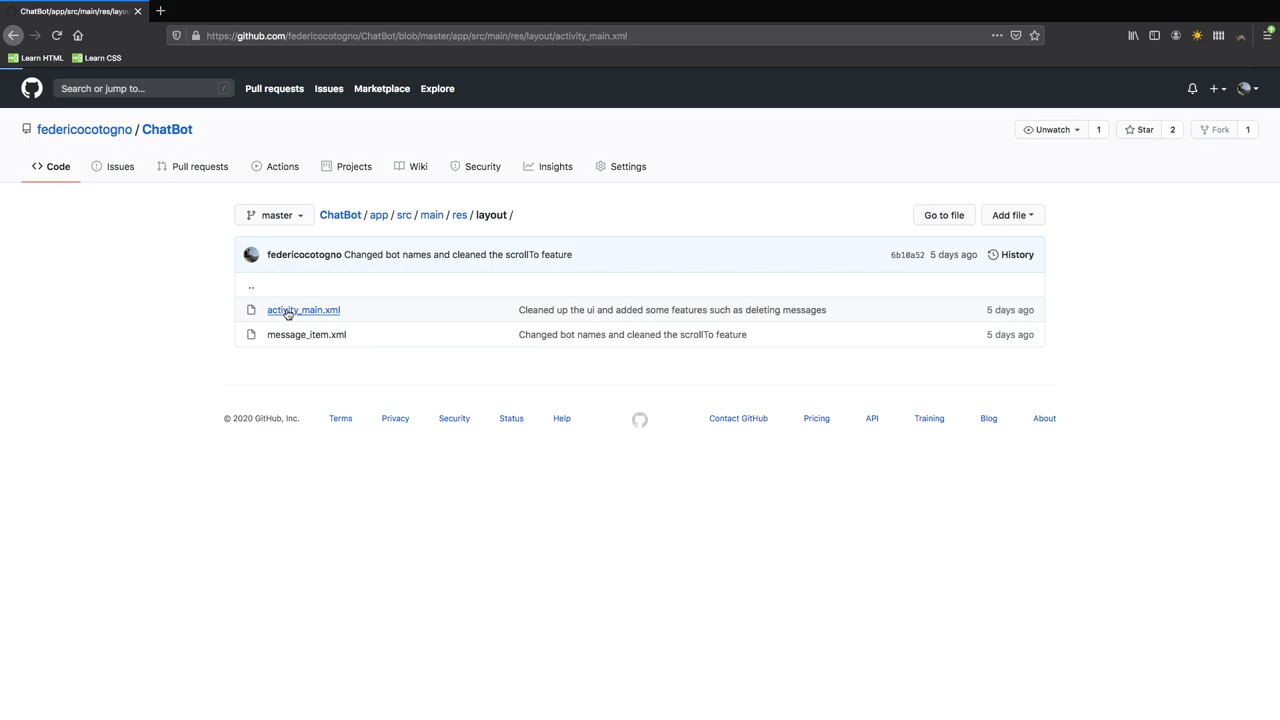 ChatBot/app/src/main/res/layo
https://github.com/federicocotogno/ChatBot/blob/master/app/src/main/res/layout/activity_main.xml
Learn HTML Learn CSS
Search or jump to... /
Pull requests Issues Marketplace Explore
federicocotogno / ChatBot
Unwatch 1 Star 2 Fork 1
Code Issues Pull requests Actions Projects Wiki Security Insights Settings
master ChatBot / app / src / main / res / layout /
Go to file Add file
federicocotogno Changed bot names and cleaned the scrollTo feature 6b10a52 5 days ago History
..
activity_main.xml Cleaned up the ui and added some features such as deleting messages 5 days ago
message_item.xml Changed bot names and cleaned the scrollTo feature 5 days ago
© 2020 GitHub, Inc. Terms Privacy Security Status Help Contact GitHub Pricing API Training Blog About